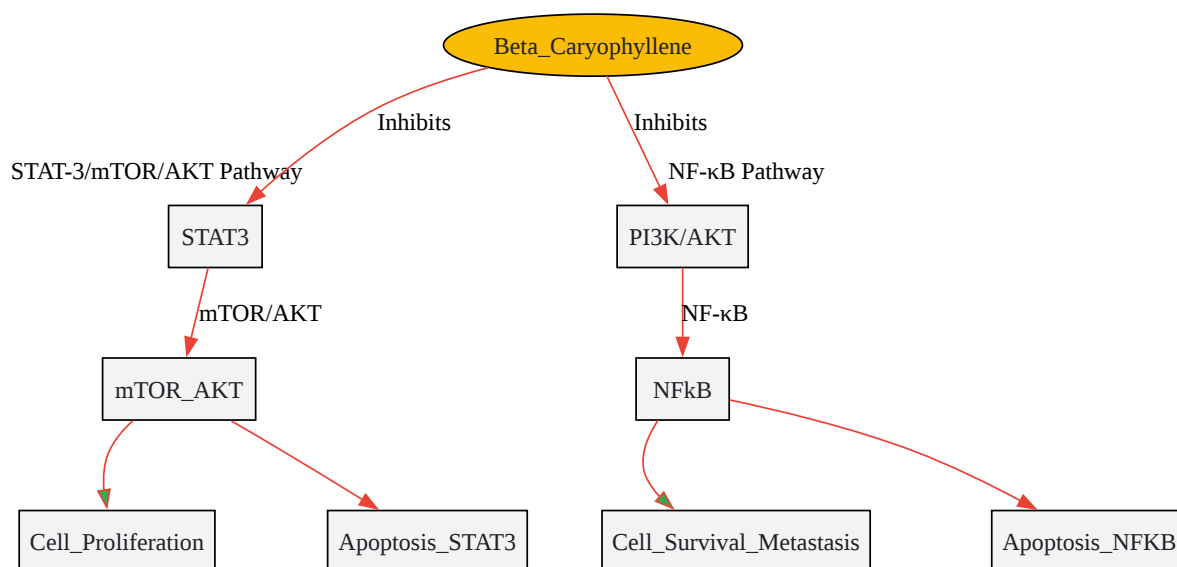 Beta_Caryophyllene
Inhibits
Inhibits
STAT-3/mTOR/AKT Pathway
NF-κB Pathway
STAT3
PI3K/AKT
mTOR/AKT
NF-κB
mTOR_AKT
NFkB
Cell_Proliferation
Apoptosis_STAT3
Cell_Survival_Metastasis
Apoptosis_NFKB